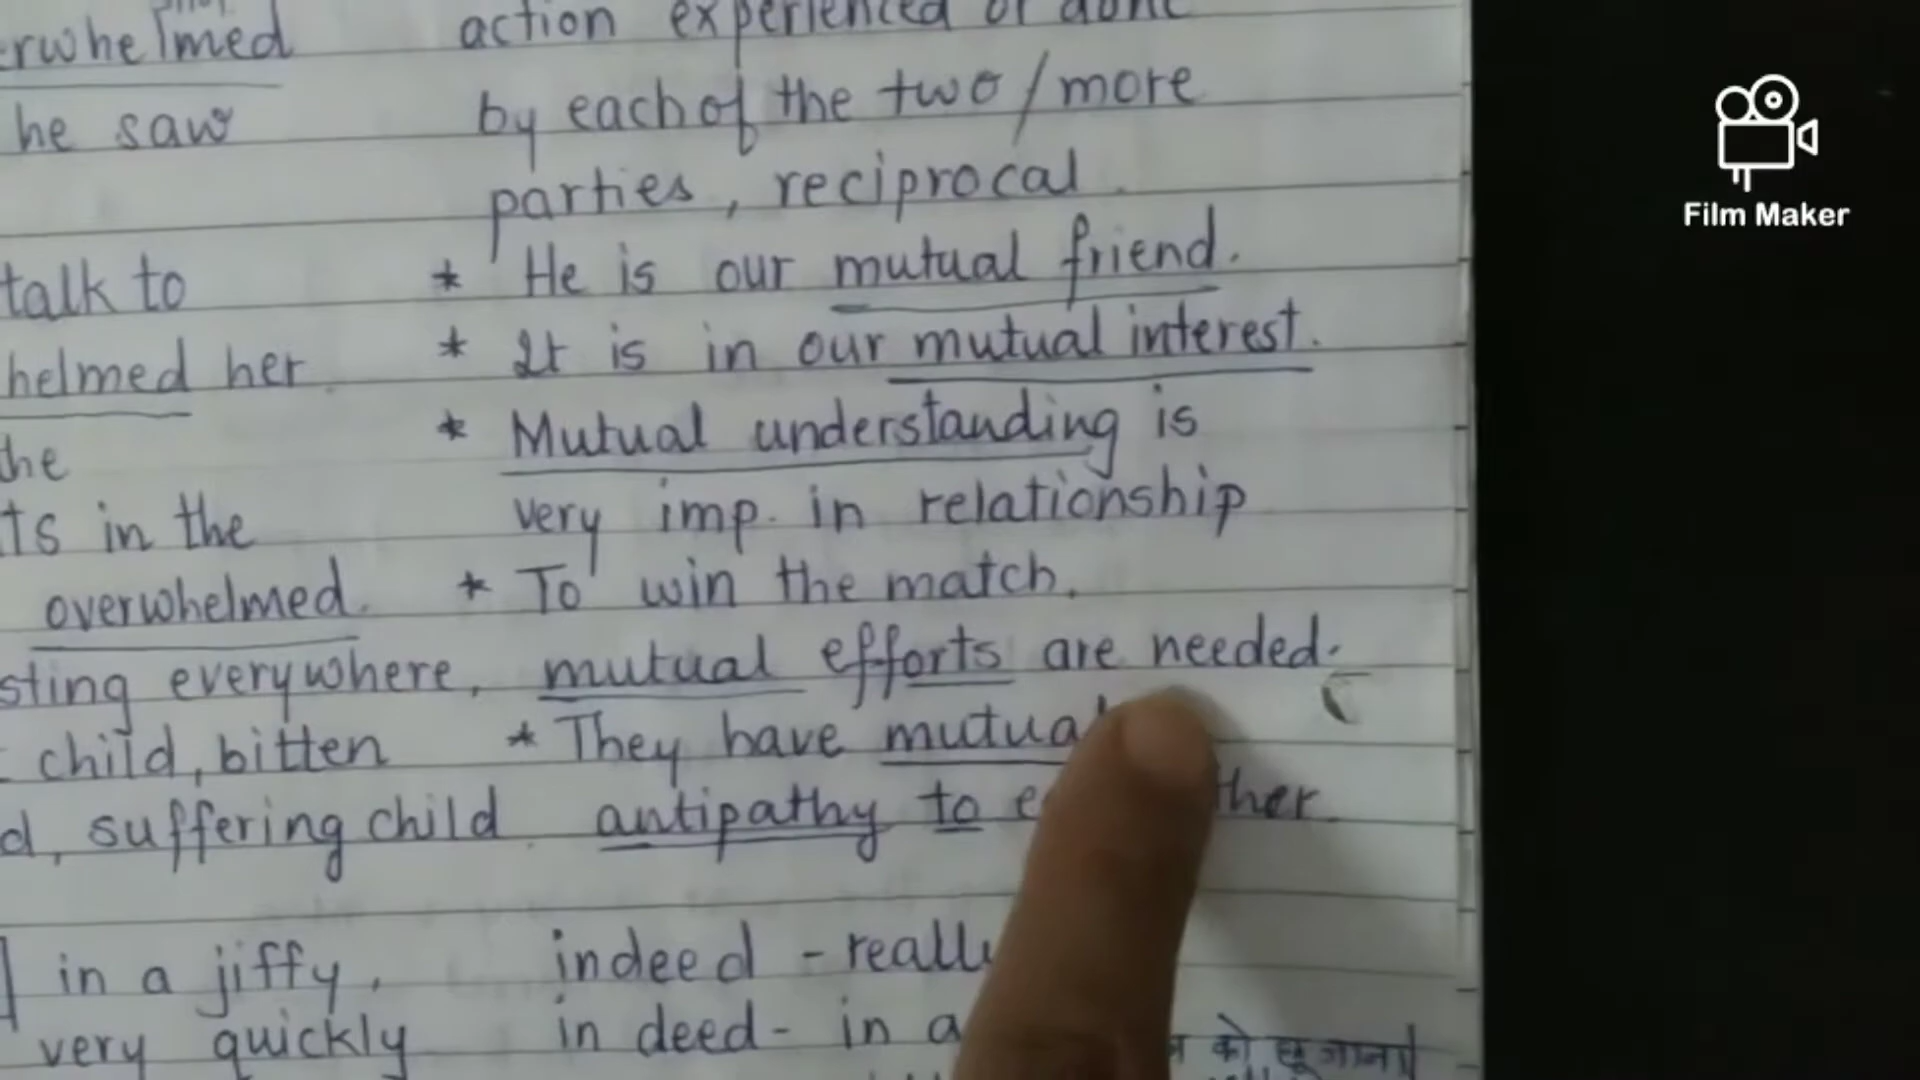 erwhelmed
he saw
talk to
helmed her.
the
ts in the
overwhelmed.
sting everywhere,
child, bitten
d, suffering child.
in a jiffy,
very quickly
action experienced or done
by each of the two/more
parties, reciprocal.
* He is our mutual friend.
* It is in our mutual interest.
* Mutual understanding is
very imp. in relationship
* To win the match,
mutual efforts are needed.
* They have mutual
antipathy to ther.
indeed - really
in deed - in a
को छू जाना
Film Maker